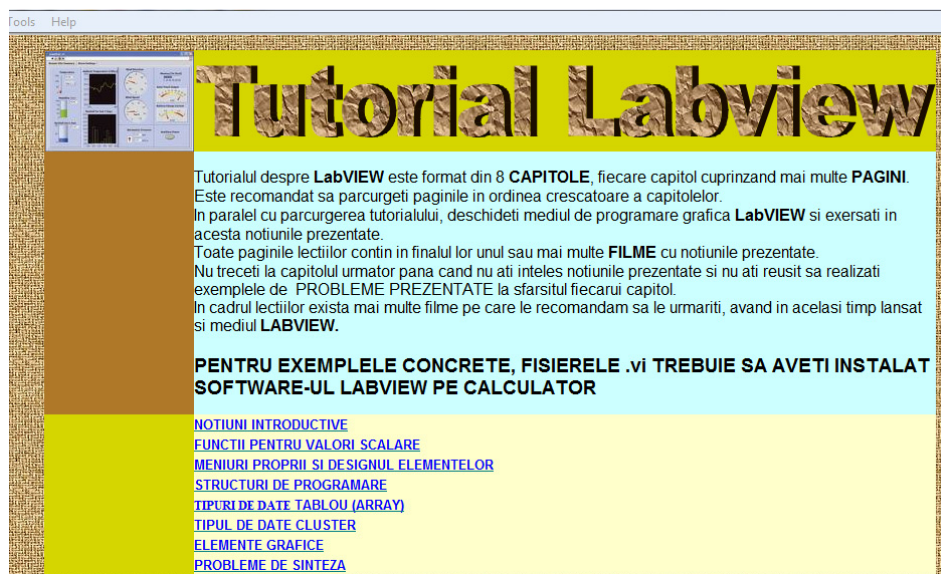 Tools Help
Tutorial Labview
Tutorialul despre LabVIEW este format din 8 CAPITOLE, fiecare capitol cuprinzand mai multe PAGINI.
Este recomandat sa parcurgeti paginile in ordinea crescatoare a capitolelor.
In paralel cu parcurgerea tutorialului, deschideti mediul de programare grafica LabVIEW si exersati in
acesta notiunile prezentate.
Toate paginile lectiilor contin in finalul lor unul sau mai multe FILME cu notiunile prezentate.
Nu treceti la capitolul urmator pana cand nu ati inteles notiunile prezentate si nu ati reusit sa realizati
exemplele de PROBLEME PREZENTATE la sfarsitul fiecarui capitol.
In cadrul lectiilor exista mai multe filme pe care le recomandam sa le urmariti, avand in acelasi timp lansat
si mediul LABVIEW.
PENTRU EXEMPLELE CONCRETE, FISIERELE .vi TREBUIE SA AVETI INSTALAT
SOFTWARE-UL LABVIEW PE CALCULATOR
NOTIUNI INTRODUCTIVE
FUNCTII PENTRU VALORI SCALARE
MENIURI PROPRII SI DESIGNUL ELEMENTELOR
STRUCTURI DE PROGRAMARE
TIPURI DE DATE TABLOU (ARRAY)
TIPUL DE DATE CLUSTER
ELEMENTE GRAFICE
PROBLEME DE SINTEZA